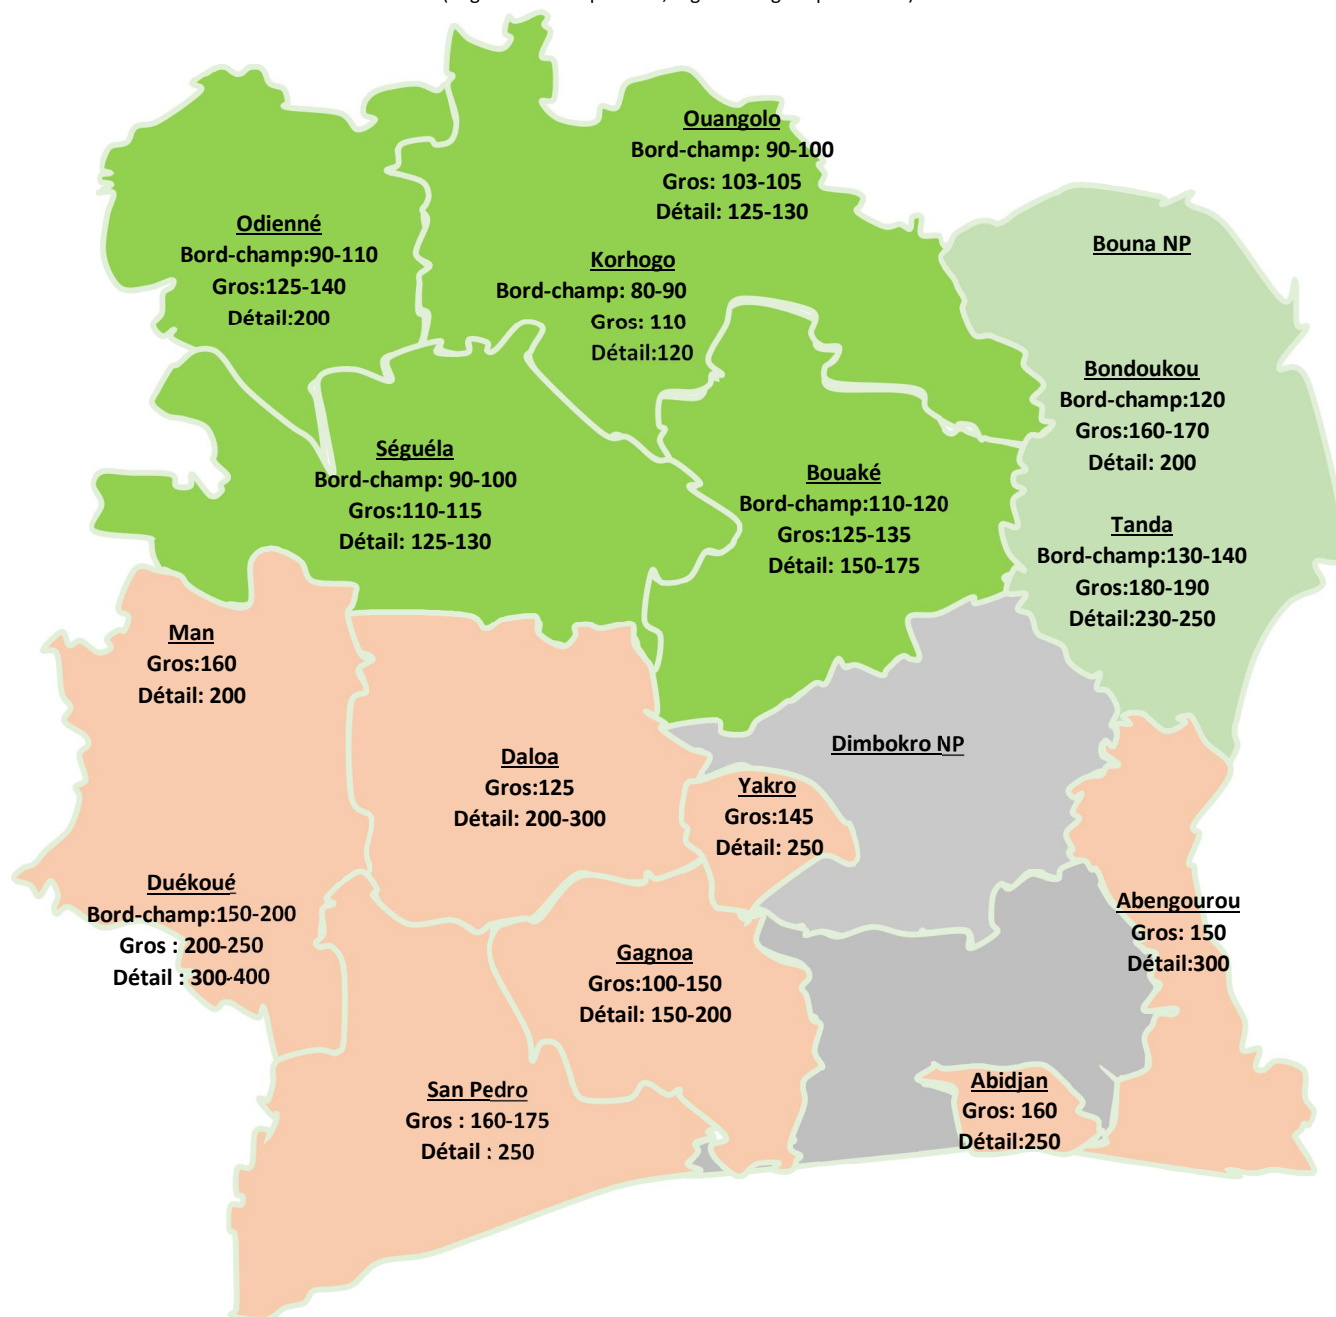 Ouangolo
Bord-champ: 90-100
Gros: 103-105
Détail: 125-130
Odienné
Bord-champ:90-110
Gros:125-140
Détail:200
Korhogo
Bord-champ: 80-90
Gros: 110
Détail:120
Bouna NP
Bondoukou
Bord-champ:120
Gros:160-170
Détail: 200
Séguéla
Bord-champ: 90-100
Gros:110-115
Détail: 125-130
Bouaké
Bord-champ:110-120
Gros:125-135
Détail: 150-175
Tanda
Bord-champ:130-140
Gros:180-190
Détail:230-250
Man
Gros:160
Détail: 200
Daloa
Gros:125
Détail: 200-300
Yakro
Gros:145
Détail: 250
Dimbokro NP
Duékoué
Bord-champ:150-200
Gros : 200-250
Détail : 300-400
Gagnoa
Gros:100-150
Détail: 150-200
Abengourou
Gros: 150
Détail:300
San Pedro
Gros : 160-175
Détail : 250
Abidjan
Gros: 160
Détail:250